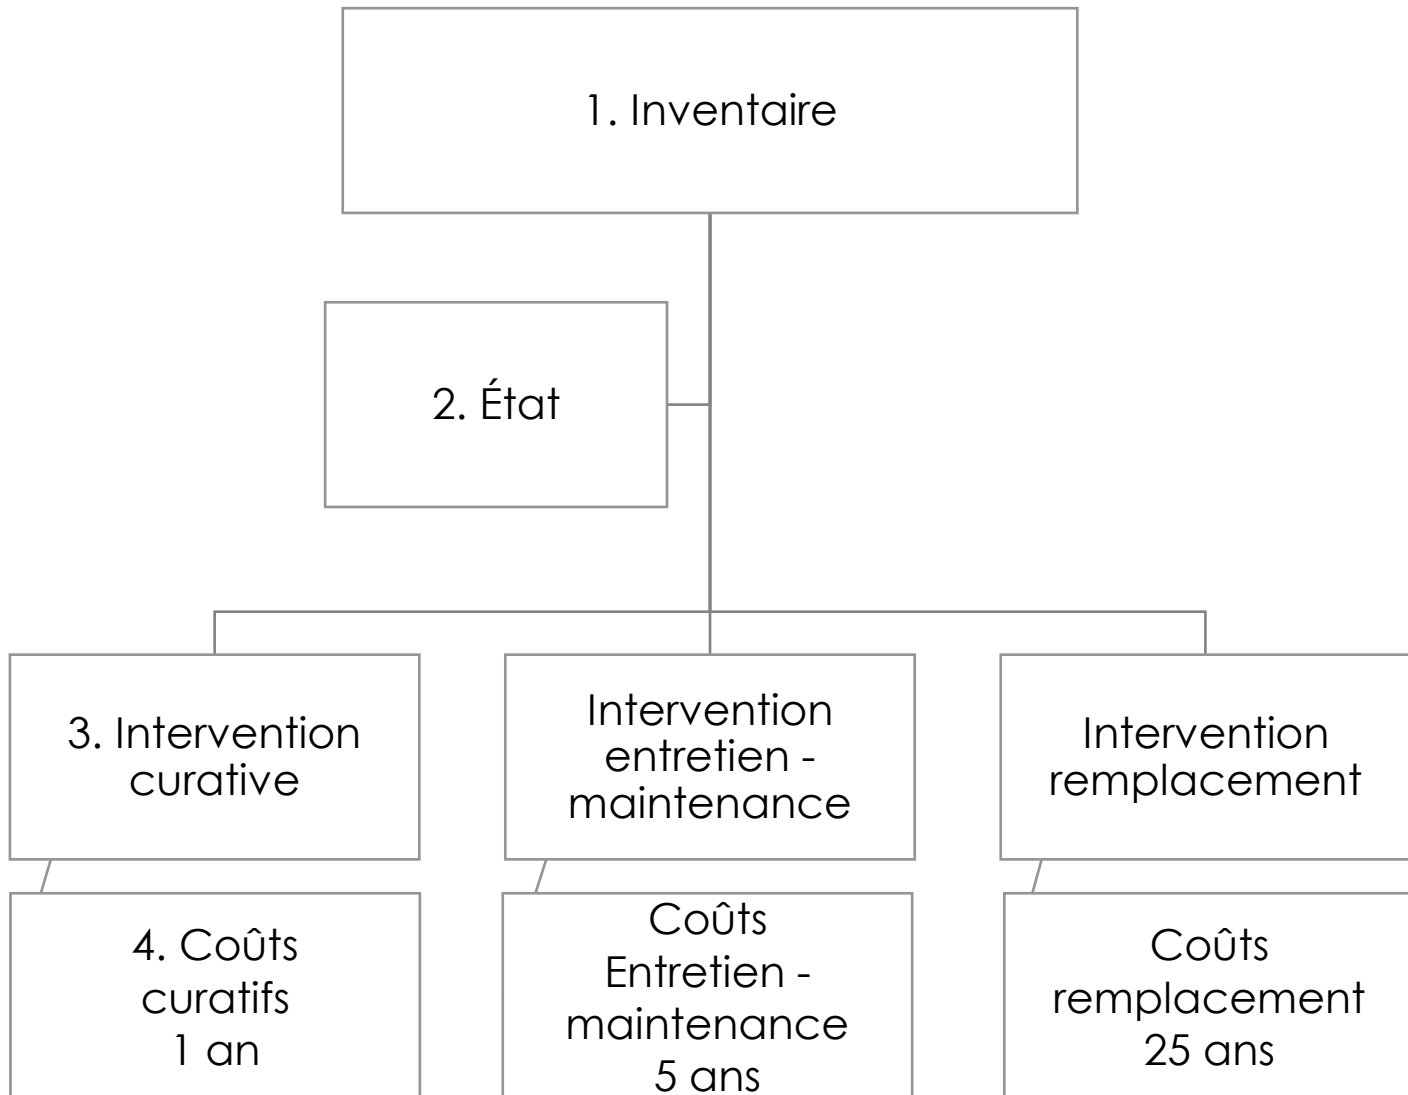 1. Inventaire
2. État
3. Intervention
curative
Intervention
entretien -
maintenance
Intervention
remplacement
4. Coûts
curatifs
1 an
Coûts
Entretien -
maintenance
5 ans
Coûts
remplacement
25 ans